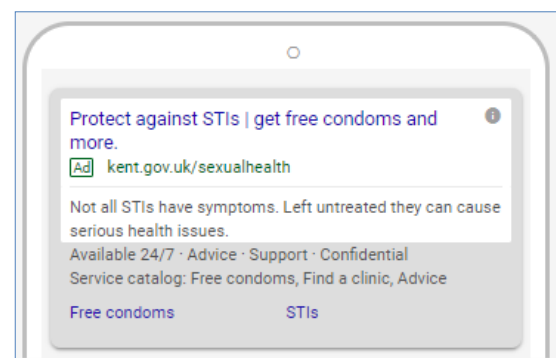 Protect against STIs | get free condoms and
more.
Ad kent.gov.uk/sexualhealth
Not all STIs have symptoms. Left untreated they can cause
serious health issues.
Available 24/7 · Advice · Support · Confidential
Service catalog: Free condoms, Find a clinic, Advice
Free condoms STIs